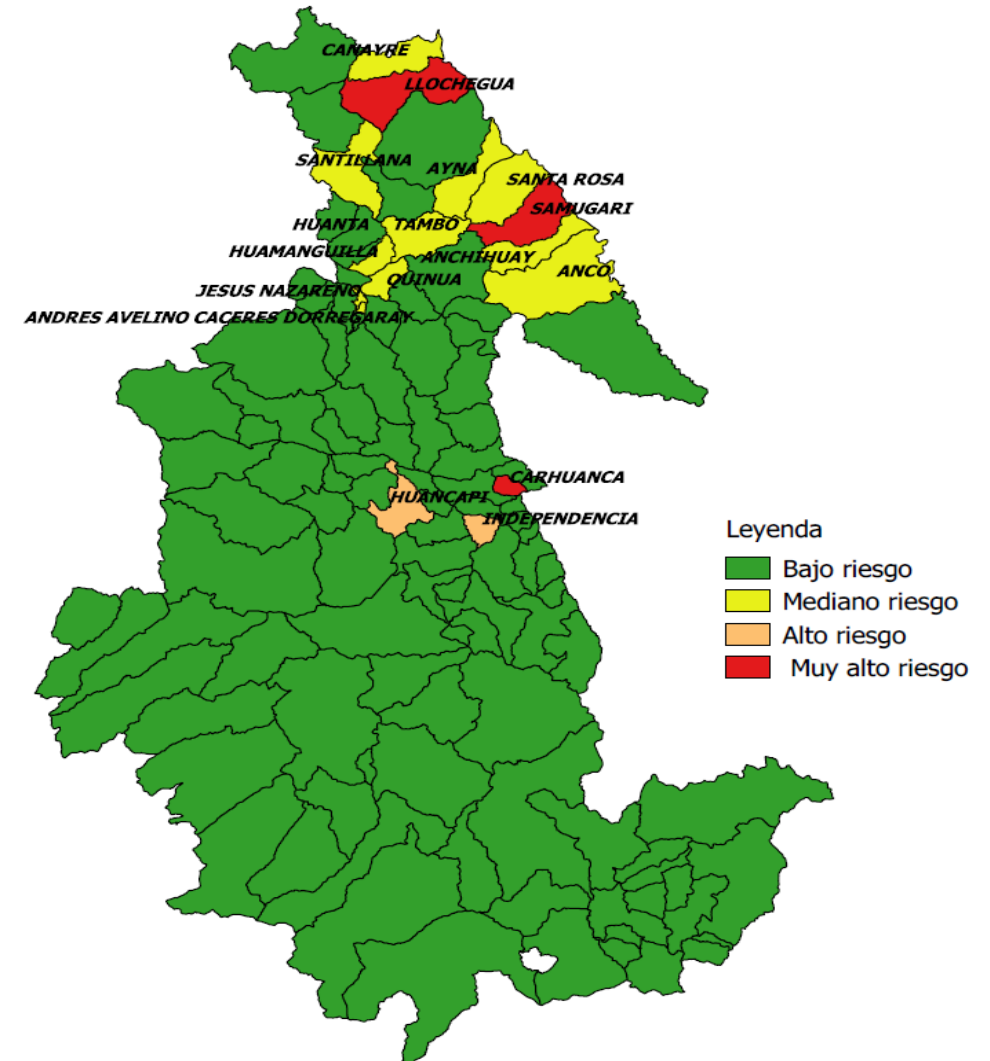 CANAYRE
LLOCHEGUA
SANTILLANA
AYNA
SANTA ROSA
SAMUGARI
HUANTA
TAMBO
HUAMANGUILLA
ANCHIHUAY
ANCO
QUINUA
JESUS NAZARENO
ANDRES AVELINO CACERES DORREGARAY
CARHUANCA
HUANCAPI
INDEPENDENCIA
Leyenda
Bajo riesgo
Mediano riesgo
Alto riesgo
Muy alto riesgo